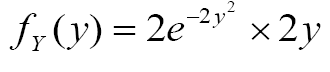 f_Y(y) = 2e^{-2y^2} × 2y